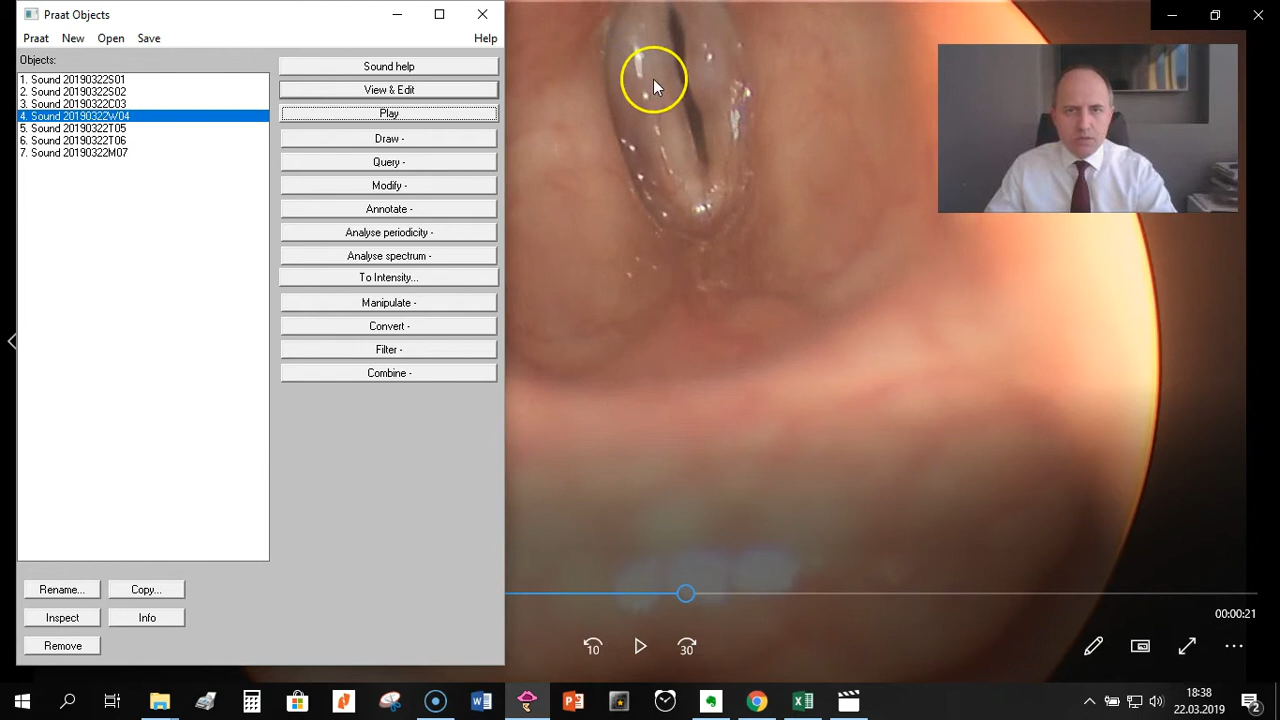 Praat Objects
Praat New Open Save Help
Objects:
1. Sound 20190322S01
2. Sound 20190322S02
3. Sound 20190322C03
4. Sound 20190322W04
5. Sound 20190322T05
6. Sound 20190322T06
7. Sound 20190322M07
Sound help
View & Edit
Play
Draw -
Query -
Modify -
Annotate -
Analyse periodicity -
Analyse spectrum -
To Intensity...
Manipulate -
Convert -
Filter -
Combine -
Rename... Copy...
Inspect Info
Remove
00:00:21
10 30
18:38
22.03.2019
2